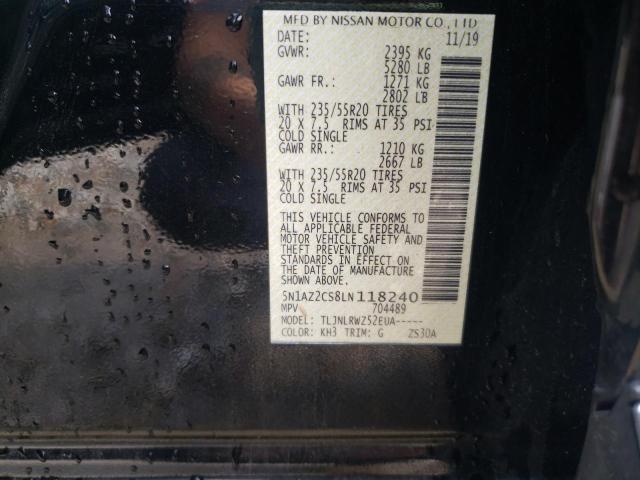 MFD BY NISSAN MOTOR CO., LTD
DATE: 11/19
GVWR: 2395 KG
5280 LB
GAWR FR.: 1271 KG
2802 LB
WITH 235/55R20 TIRES
20 X 7.5 RIMS AT 35 PSI
COLD SINGLE
GAWR RR.: 1210 KG
2667 LB
WITH 235/55R20 TIRES
20 X 7.5 RIMS AT 35 PSI
COLD SINGLE
THIS VEHICLE CONFORMS TO
ALL APPLICABLE FEDERAL
MOTOR VEHICLE SAFETY AND
THEFT PREVENTION
STANDARDS IN EFFECT ON
THE DATE OF MANUFACTURE
5N1AZ2CS8LN118240
MPV 704489
MODEL: TLJNLRWZ52EUA-----
COLOR: KH3 TRIM: G ZS30A